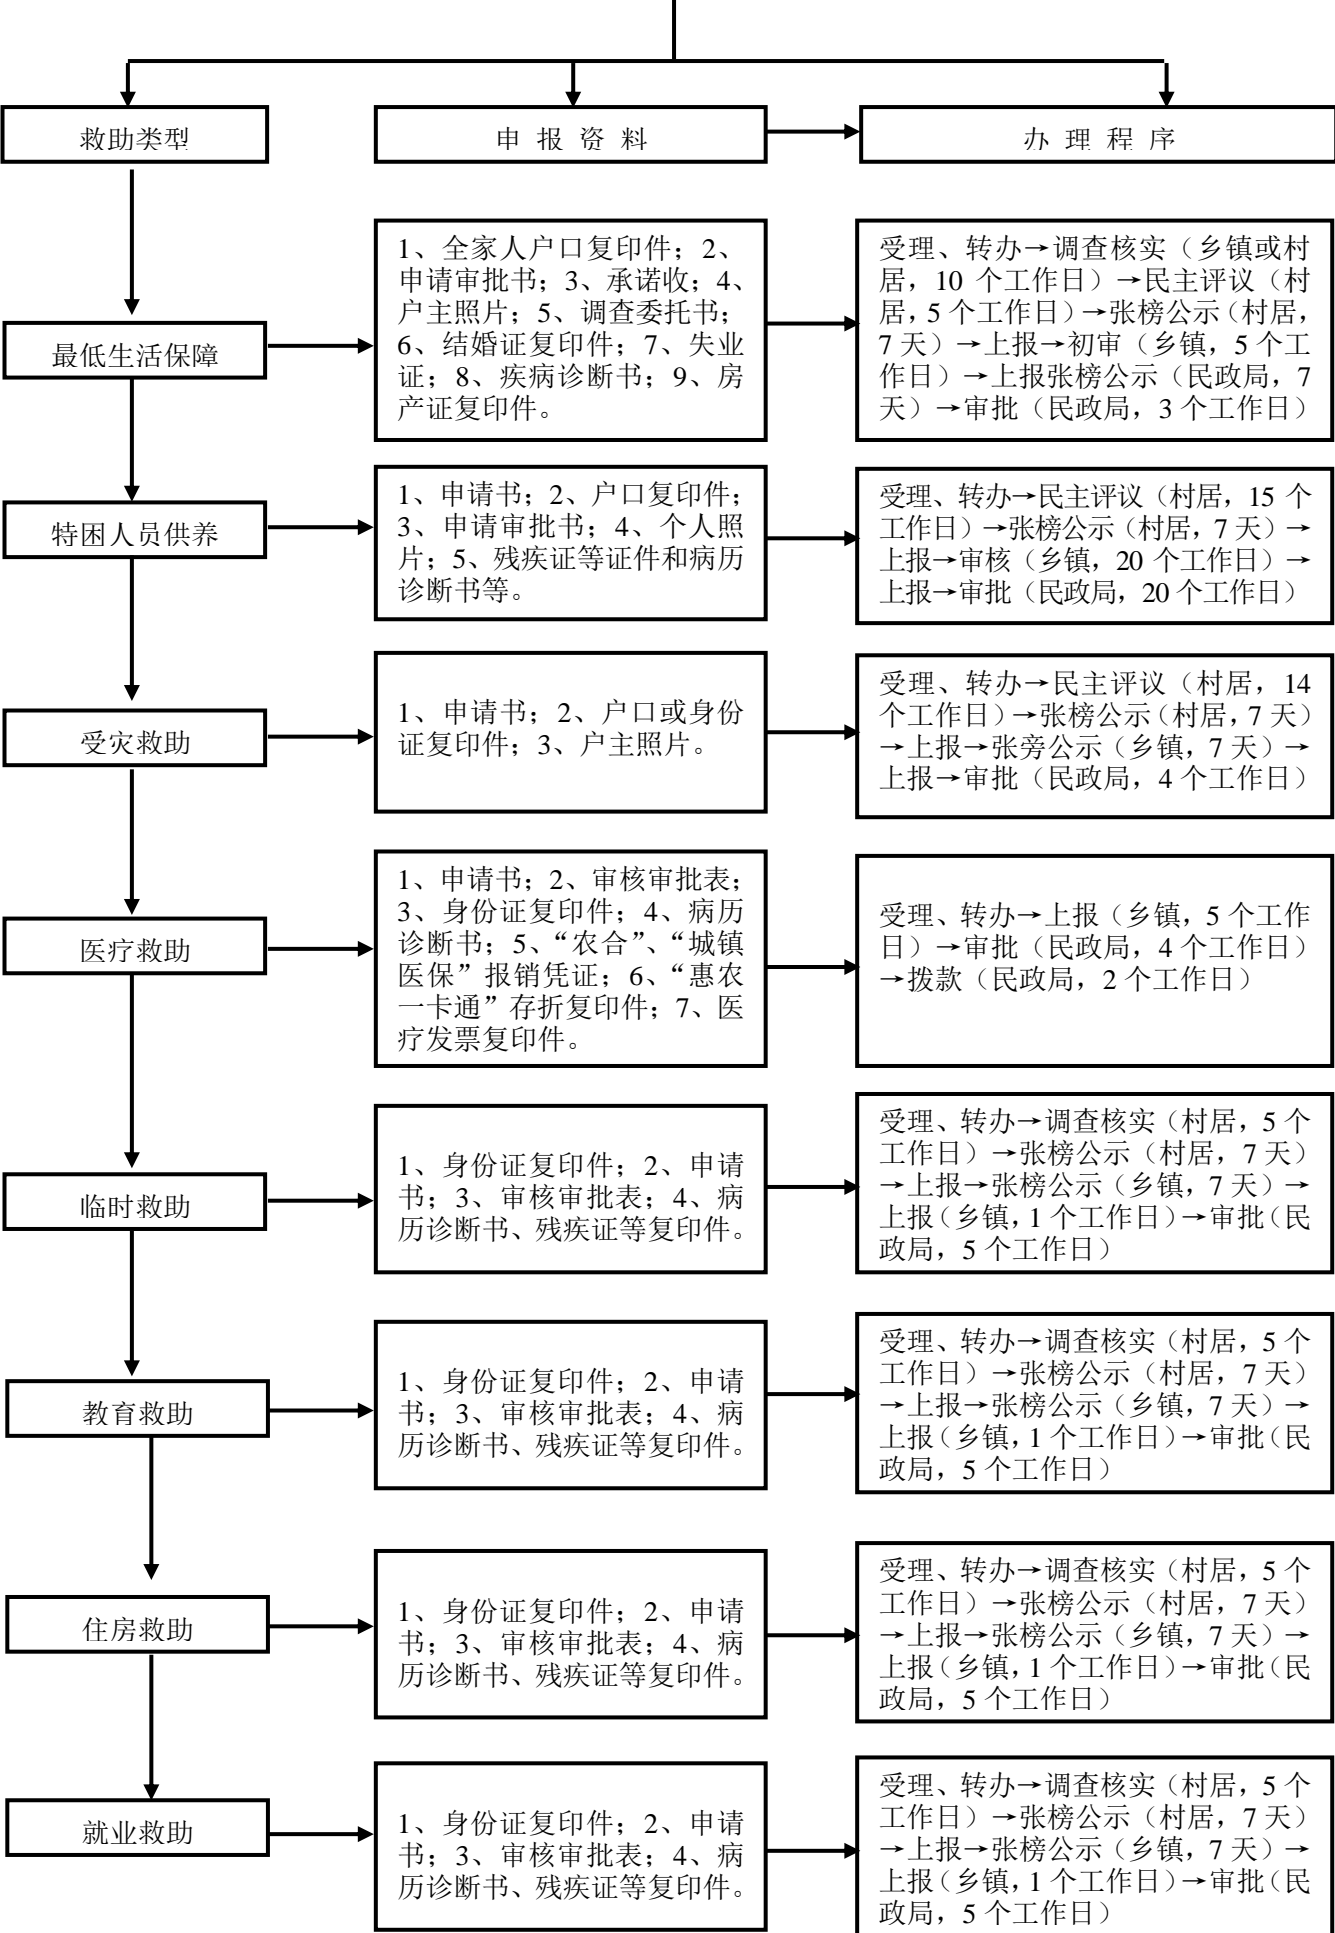 救助类型
申 报 资 料
办 理 程 序
最低生活保障
1、全家人户口复印件；2、
申请审批书；3、承诺收；4、
户主照片；5、调查委托书；
6、结婚证复印件；7、失业
证；8、疾病诊断书；9、房
产证复印件。
受理、转办→调查核实（乡镇或村
居，10 个工作日）→民主评议（村
居，5 个工作日）→张榜公示（村居，
7 天）→上报→初审（乡镇，5 个工
作日）→上报张榜公示（民政局，7
天）→审批（民政局，3 个工作日）
特困人员供养
1、申请书；2、户口复印件；
3、申请审批书；4、个人照
片；5、残疾证等证件和病历
诊断书等。
受理、转办→民主评议（村居，15 个
工作日）→张榜公示（村居，7 天）→
上报→审核（乡镇，20 个工作日）→
上报→审批（民政局，20 个工作日）
受灾救助
1、申请书；2、户口或身份
证复印件；3、户主照片。
受理、转办→民主评议（村居，14
个工作日）→张榜公示（村居，7 天）
→上报→张旁公示（乡镇，7 天）→
上报→审批（民政局，4 个工作日）
医疗救助
1、申请书；2、审核审批表；
3、身份证复印件；4、病历
诊断书；5、“农合”、“城镇
医保”报销凭证；6、“惠农
一卡通”存折复印件；7、医
疗发票复印件。
受理、转办→上报（乡镇，5 个工作
日）→审批（民政局，4 个工作日）
→拨款（民政局，2 个工作日）
临时救助
1、身份证复印件；2、申请
书；3、审核审批表；4、病
历诊断书、残疾证等复印件。
受理、转办→调查核实（村居，5 个
工作日）→张榜公示（村居，7 天）
→上报→张榜公示（乡镇，7 天）→
上报（乡镇，1 个工作日）→审批（民
政局，5 个工作日）
教育救助
1、身份证复印件；2、申请
书；3、审核审批表；4、病
历诊断书、残疾证等复印件。
受理、转办→调查核实（村居，5 个
工作日）→张榜公示（村居，7 天）
→上报→张榜公示（乡镇，7 天）→
上报（乡镇，1 个工作日）→审批（民
政局，5 个工作日）
住房救助
1、身份证复印件；2、申请
书；3、审核审批表；4、病
历诊断书、残疾证等复印件。
受理、转办→调查核实（村居，5 个
工作日）→张榜公示（村居，7 天）
→上报→张榜公示（乡镇，7 天）→
上报（乡镇，1 个工作日）→审批（民
政局，5 个工作日）
就业救助
1、身份证复印件；2、申请
书；3、审核审批表；4、病
历诊断书、残疾证等复印件。
受理、转办→调查核实（村居，5 个
工作日）→张榜公示（村居，7 天）
→上报→张榜公示（乡镇，7 天）→
上报（乡镇，1 个工作日）→审批（民
政局，5 个工作日）